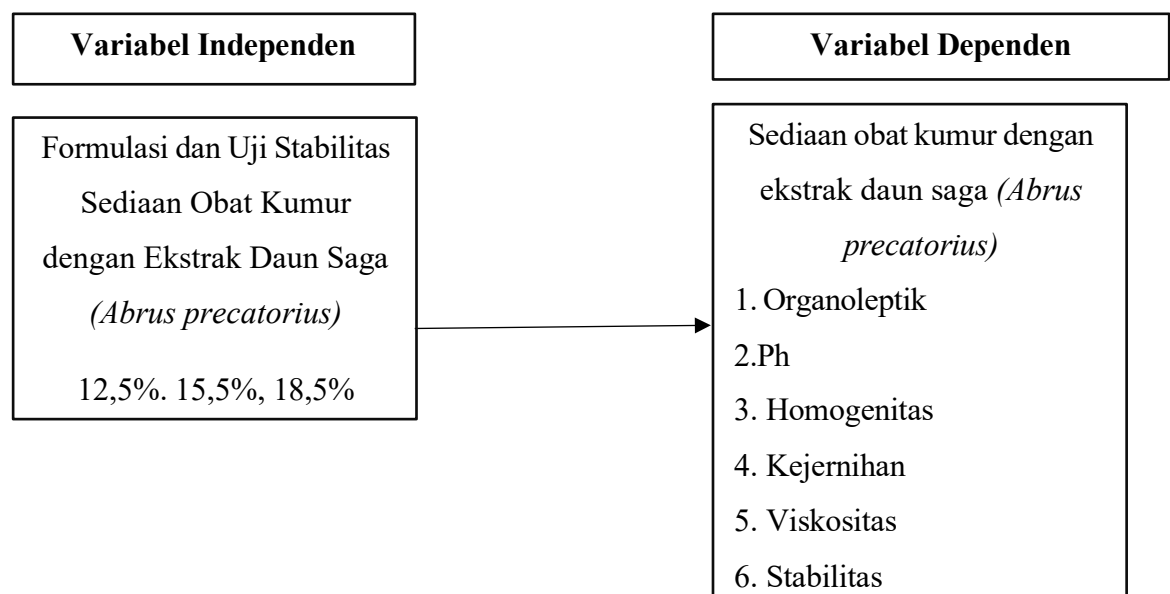 Variabel Independen
Formulasi dan Uji Stabilitas
Sediaan Obat Kumur
dengan Ekstrak Daun Saga
(Abrus precatorius)
12,5%. 15,5%, 18,5%
Variabel Dependen
Sediaan obat kumur dengan
ekstrak daun saga (Abrus
precatorius)
1. Organoleptik
2.Ph
3. Homogenitas
4. Kejernihan
5. Viskositas
6. Stabilitas